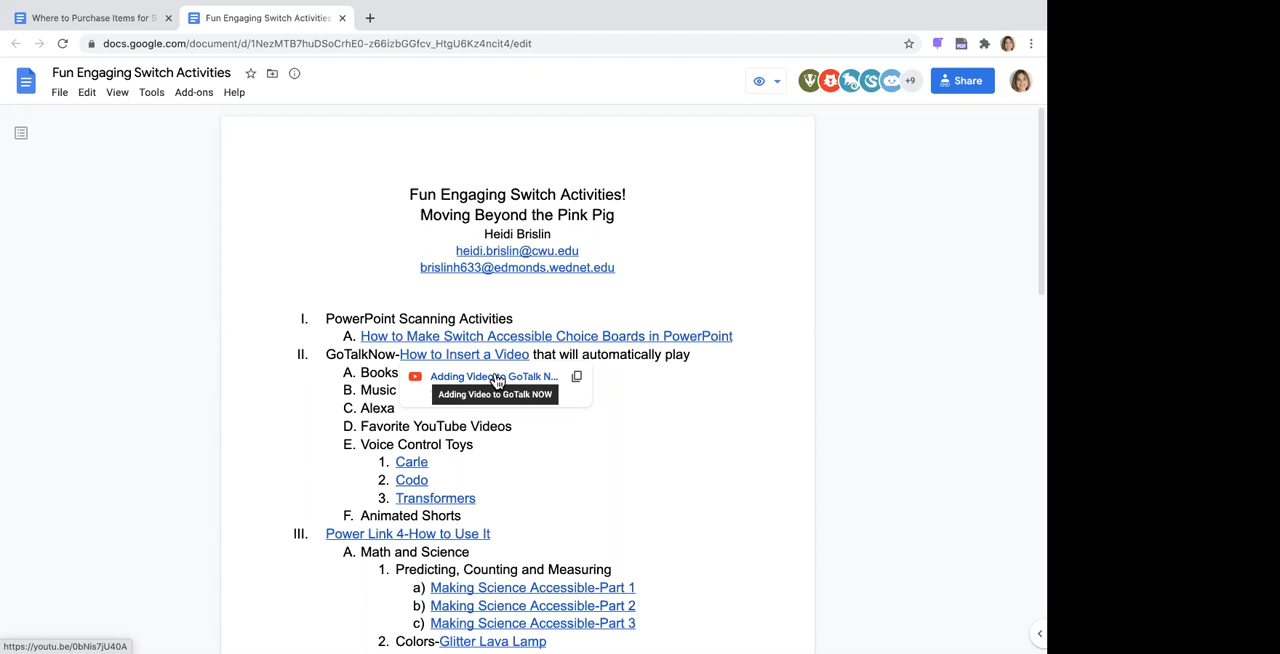 Where to Purchase Items for S
Fun Engaging Switch Activities
docs.google.com/document/d/1NezMTB7huDSoCrhE0-z66izbGGfcv_HtgU6Kz4ncit4/edit
Fun Engaging Switch Activities
File Edit View Tools Add-ons Help
+9
Share
Fun Engaging Switch Activities!
Moving Beyond the Pink Pig
Heidi Brislin
heidi.brislin@cwu.edu
brislinh633@edmonds.wednet.edu
I. PowerPoint Scanning Activities
A. How to Make Switch Accessible Choice Boards in PowerPoint
II. GoTalkNow-How to Insert a Video that will automatically play
A. Books
Adding Video to GoTalk N...
B. Music
Adding Video to GoTalk NOW
C. Alexa
D. Favorite YouTube Videos
E. Voice Control Toys
1. Carle
2. Codo
3. Transformers
F. Animated Shorts
III. Power Link 4-How to Use It
A. Math and Science
1. Predicting, Counting and Measuring
a) Making Science Accessible-Part 1
b) Making Science Accessible-Part 2
c) Making Science Accessible-Part 3
2. Colors-Glitter Lava Lamp
https://youtu.be/0bNis7jU40A